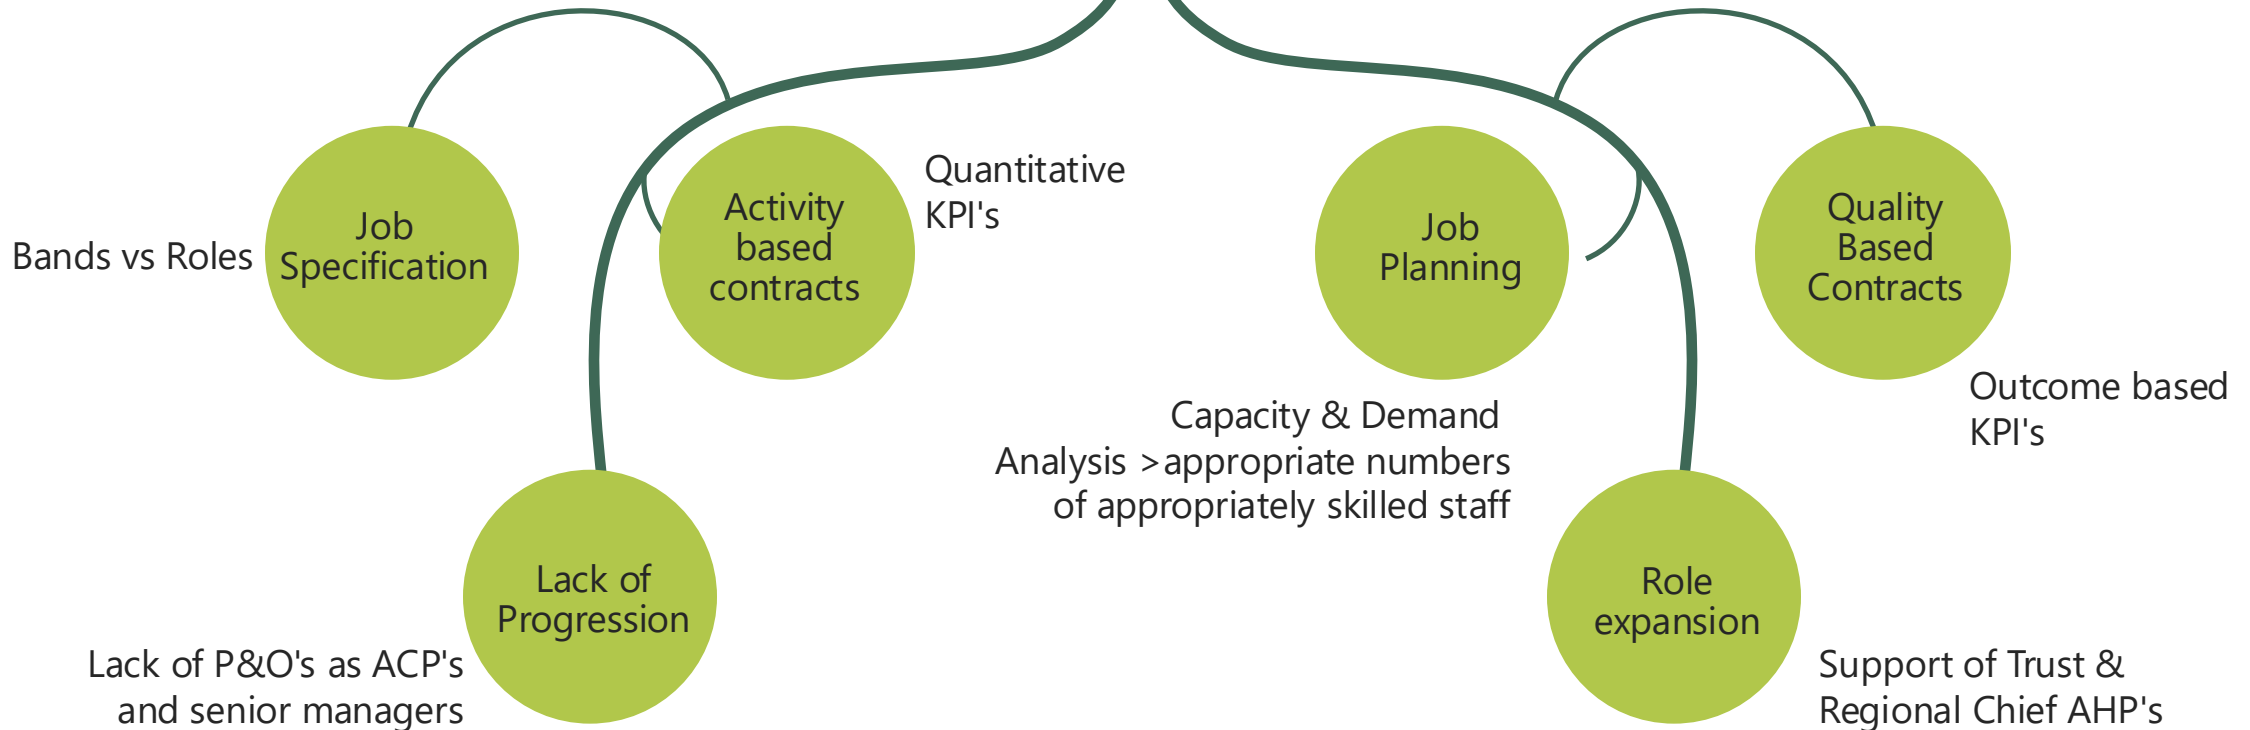 Bands vs Roles
Job
Specification
Activity
based
contracts
Quantitative
KPI's
Lack of
Progression
Lack of P&O's as ACP's
and senior managers
Job
Planning
Capacity & Demand
Analysis >appropriate numbers
of appropriately skilled staff
Quality
Based
Contracts
Outcome based
KPI's
Role
expansion
Support of Trust &
Regional Chief AHP's